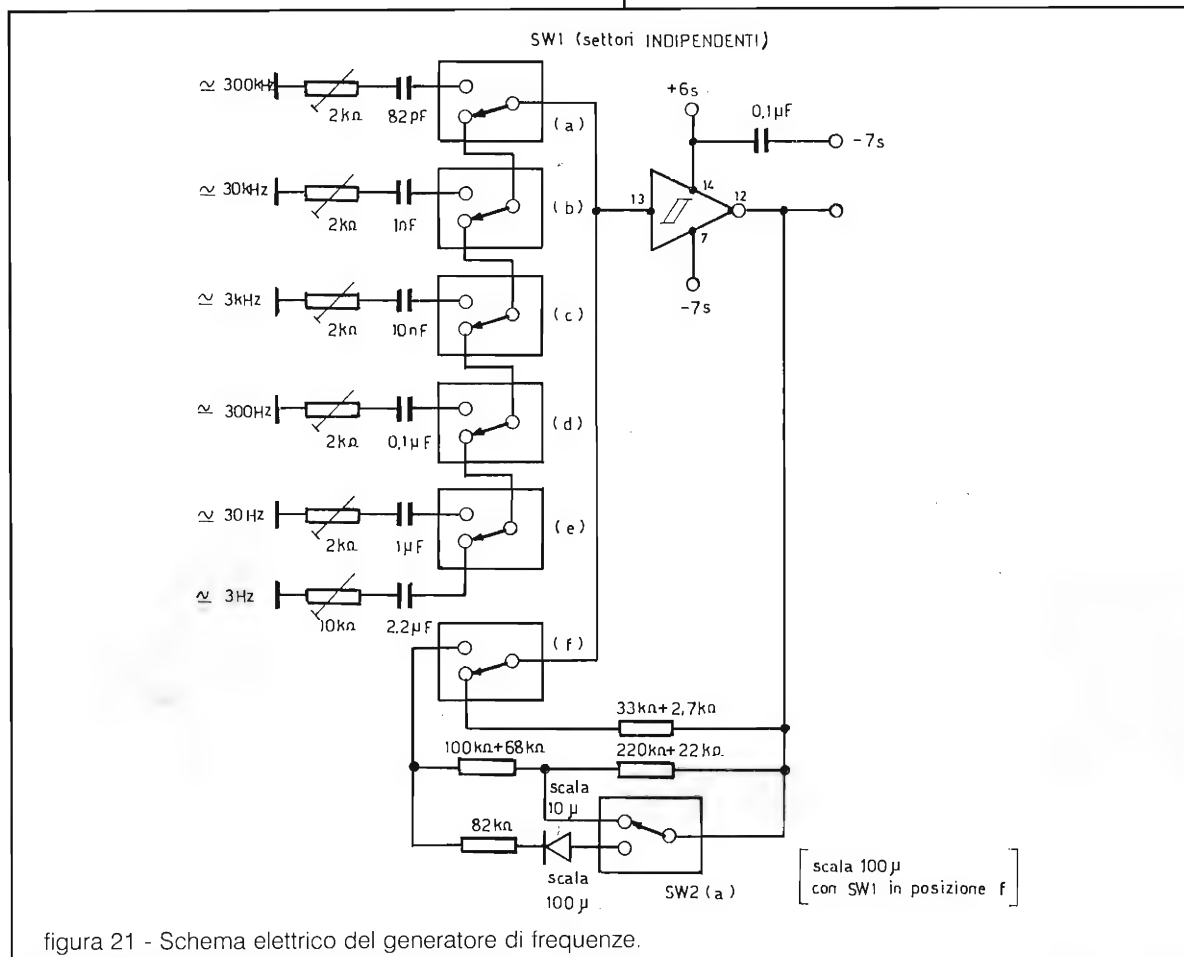 SW1 (settori INDIPENDENTI)
≃ 300kHz
2kΩ
82pF
(a)
+6s
0,1µF
-7s
≃ 30kHz
2kΩ
1nF
(b)
13
14
12
7
-7s
≃ 3kHz
2kΩ
10nF
(c)
≃ 300Hz
2kΩ
0,1µF
(d)
≃ 30Hz
2kΩ
1µF
(e)
≃ 3Hz
10kΩ
2,2µF
(f)
33kΩ+2,7kΩ
100kΩ+68kΩ
220kΩ+22kΩ
scala
10µ
82kΩ
scala
100µ
SW2(a)
scala 100µ
con SW1 in posizione f
figura 21 - Schema elettrico del generatore di frequenze.